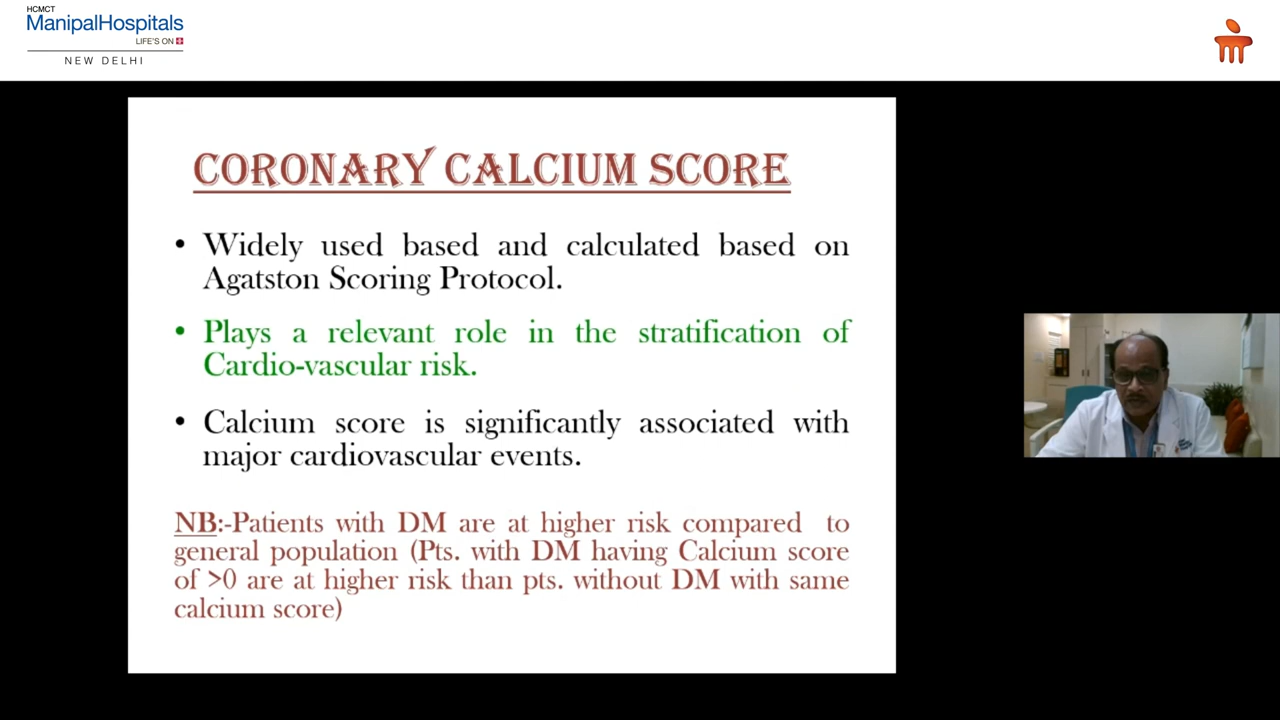 HCMCT
ManipalHospitals
LIFE'S ON
NEW DELHI
CORONARY CALCIUM SCORE
• Widely used based and calculated based on
Agatston Scoring Protocol.
• Plays a relevant role in the stratification of
Cardio-vascular risk.
• Calcium score is significantly associated with
major cardiovascular events.
NB:-Patients with DM are at higher risk compared to
general population (Pts. with DM having Calcium score
of >0 are at higher risk than pts. without DM with same
calcium score)